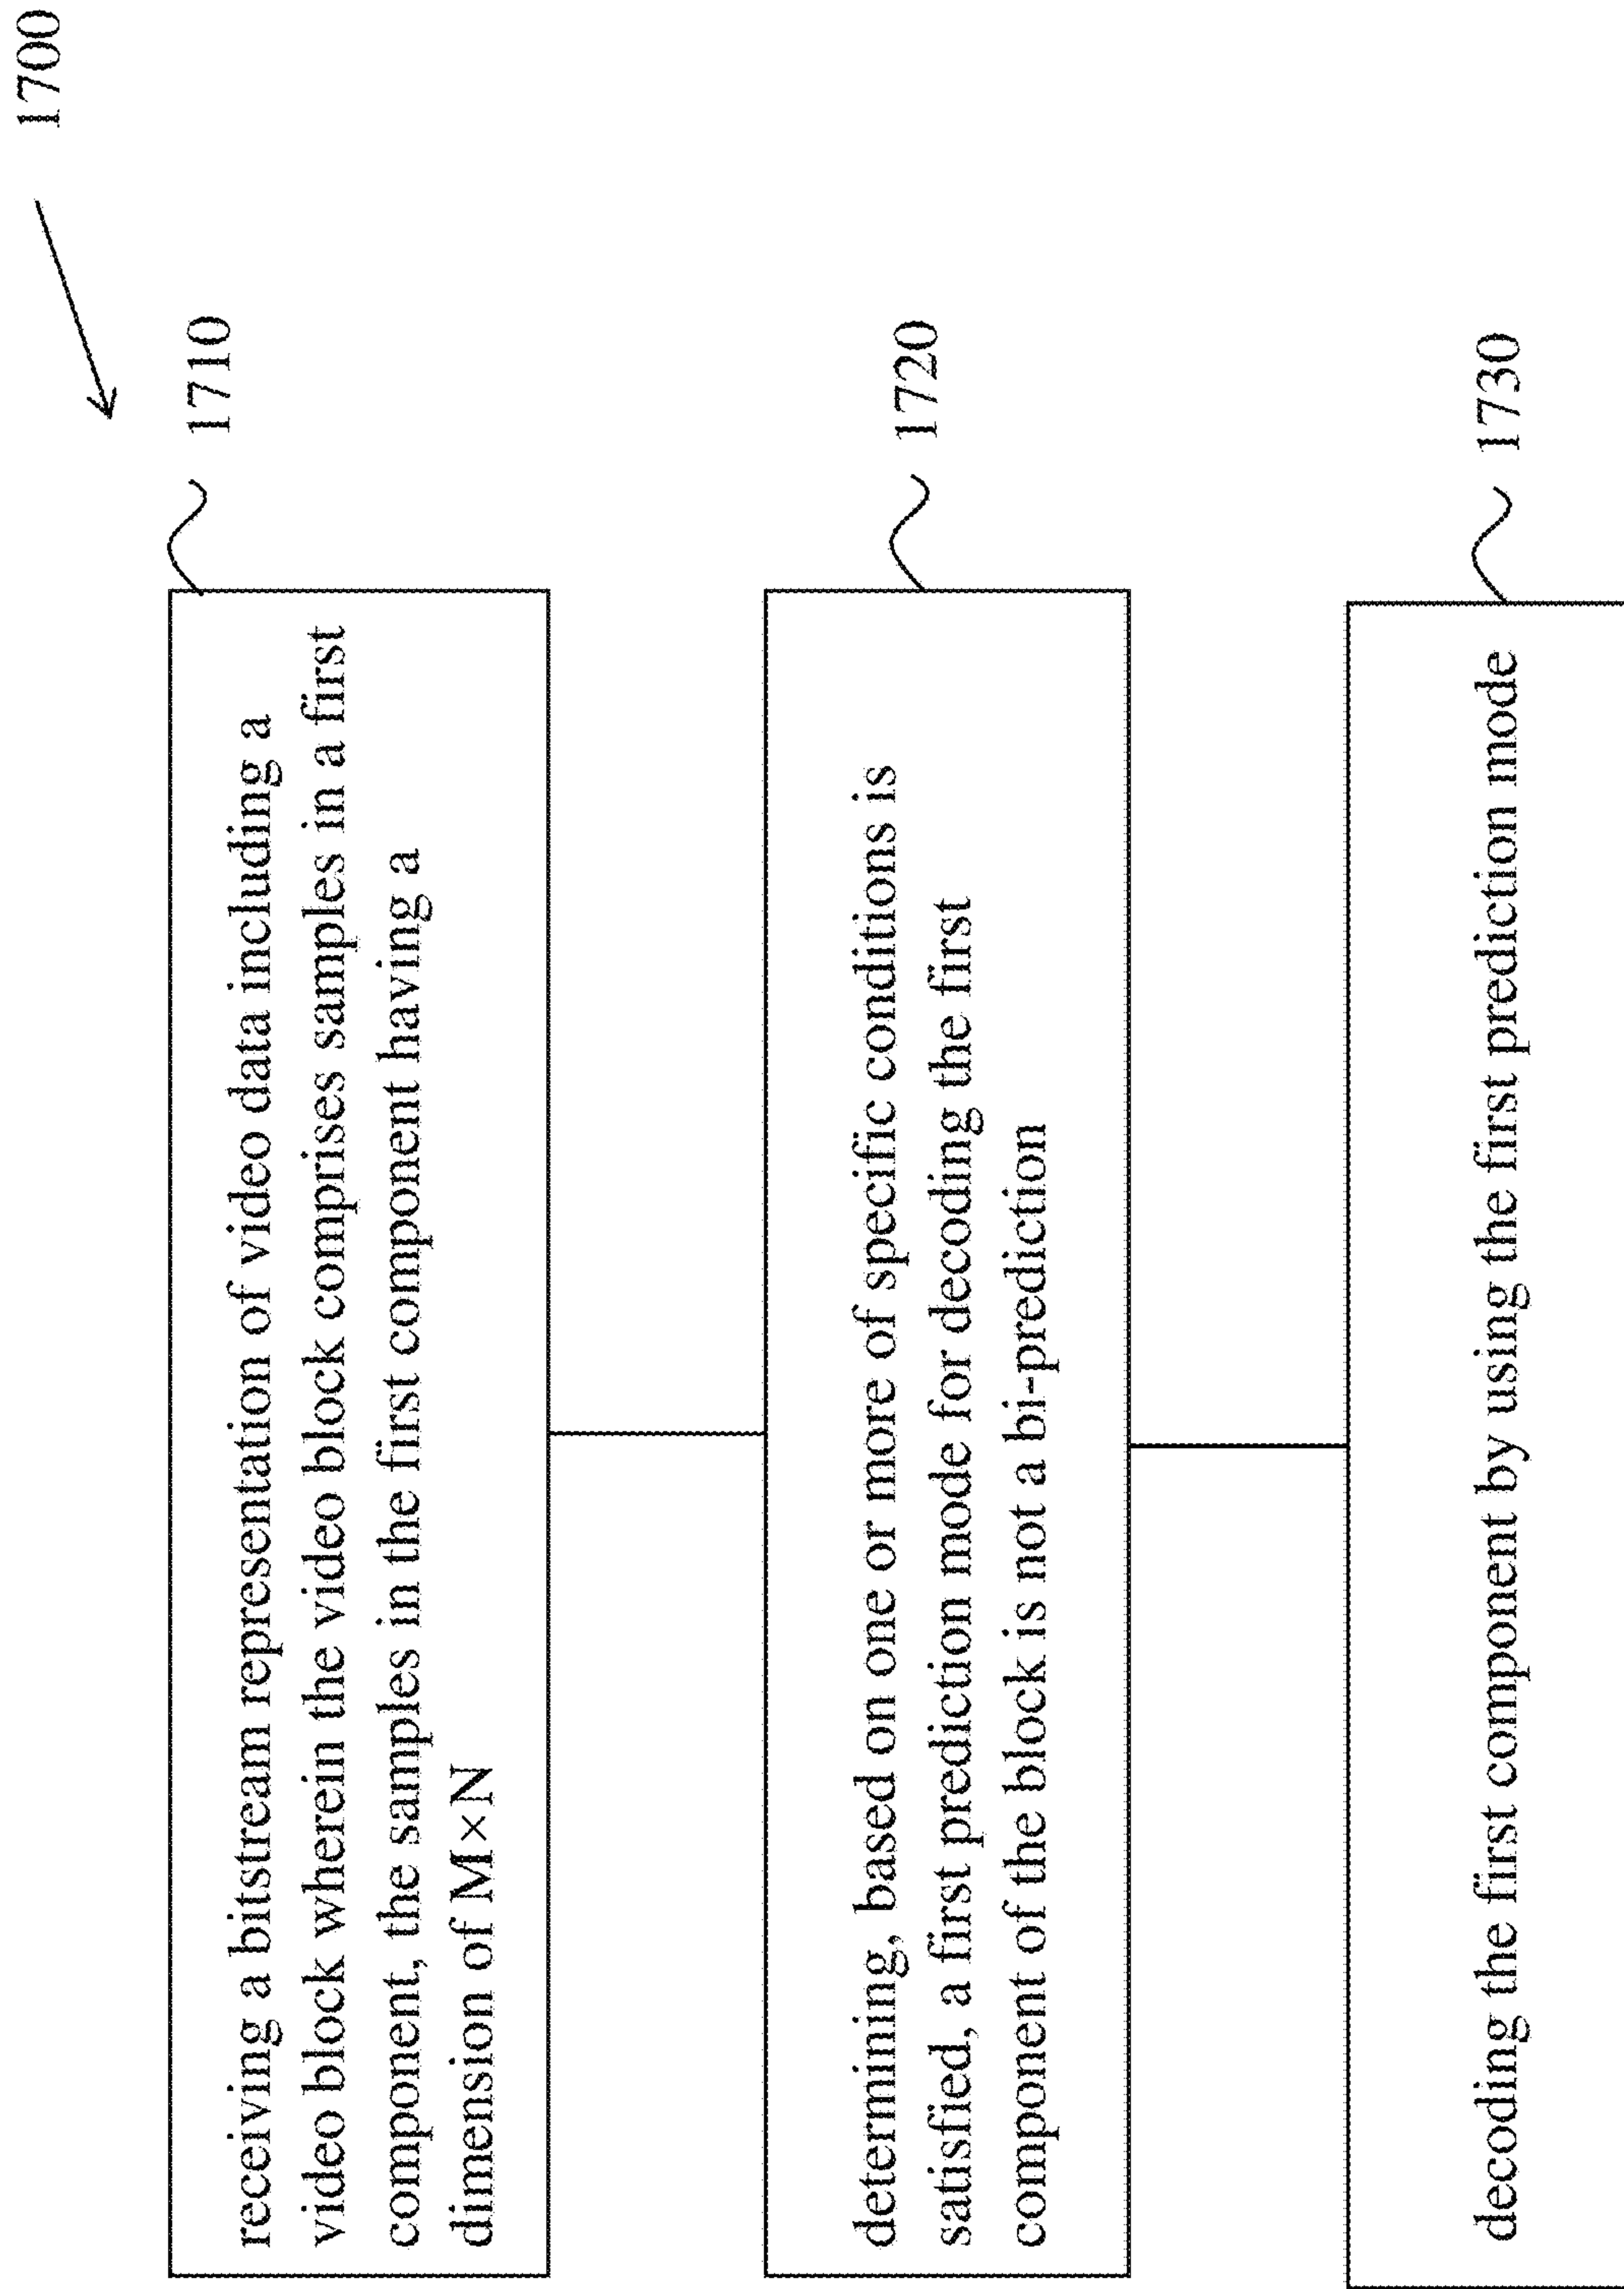 1700
1710
receiving a bitstream representation of video data including a
video block wherein the video block comprises samples in a first
component, the samples in the first component having a
dimension of M×N
1720
determining, based on one or more of specific conditions is
satisfied, a first prediction mode for decoding the first
component of the block is not a bi-prediction
1730
decoding the first component by using the first prediction mode